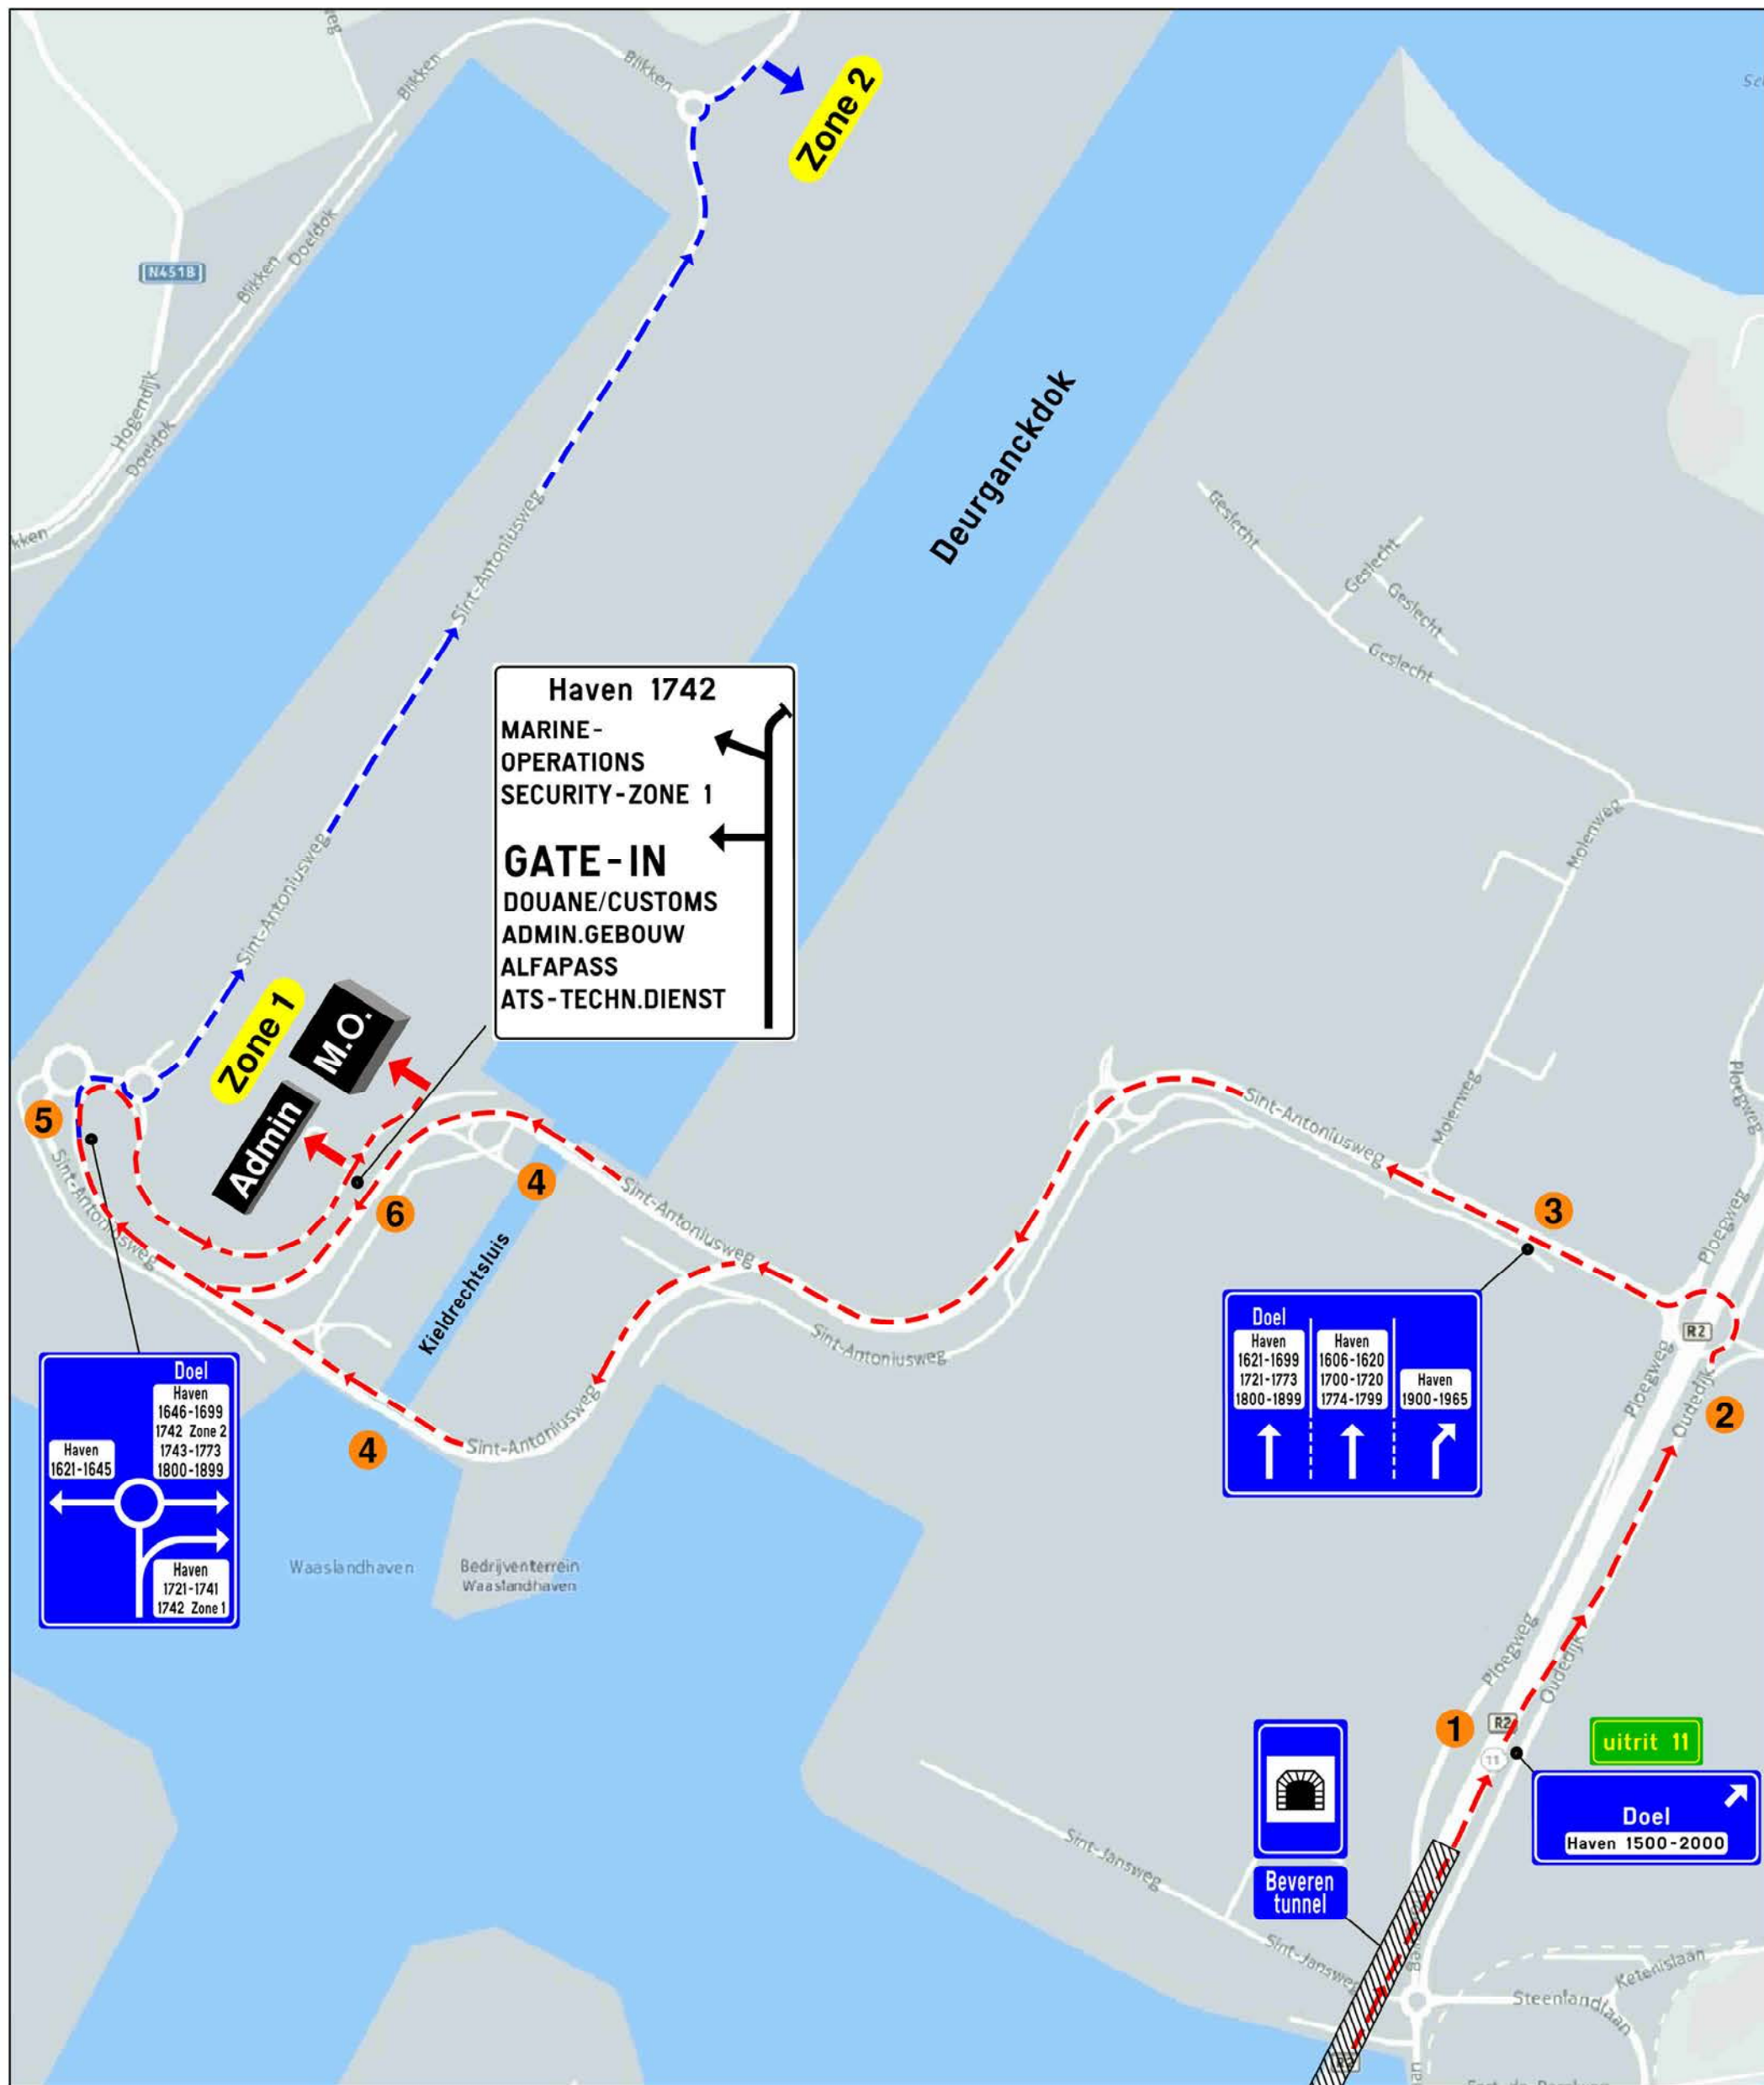 Blikken
Blikken
Zone 2
N451B
Blikken
Doeldok
Hogendijk
Doeldok
Deurganckdok
Sint-Antoniusweg
Geslecht
Geslecht
Geslecht
Geslecht
Haven 1742
MARINE-
OPERATIONS
SECURITY-ZONE 1
GATE-IN
DOUANE/CUSTOMS
ADMIN.GEBOUW
ALFAPASS
ATS-TECHN.DIENST
Sint-Antoniusweg
Molenweg
Zone 1
M.O.
Admin
5
Sint-Antoniusweg
6
4
Kieldrechtsluis
Sint-Antoniusweg
Sint-Antoniusweg
Molenweg
Ploegweg
Ploegweg
3
R2
Ploegweg
Oudedijk
2
Sint-Antoniusweg
Sint-Antoniusweg
4
Doel
Haven
1621-1699
1721-1773
1800-1899
Haven
1606-1620
1700-1720
1774-1799
Haven
1900-1965
Doel
Haven
1646-1699
1742 Zone 2
1743-1773
1800-1899
Haven
1621-1645
Haven
1721-1741
1742 Zone 1
Waaslandhaven
Bedrijventerrein
Waaslandhaven
Ploegweg
Oudedijk
1
R2
11
uitrit 11
Doel
Haven 1500-2000
Beveren
tunnel
Sint-Jansweg
Sint-Jansweg
Ketenislaan
Steenlandlaan
R2